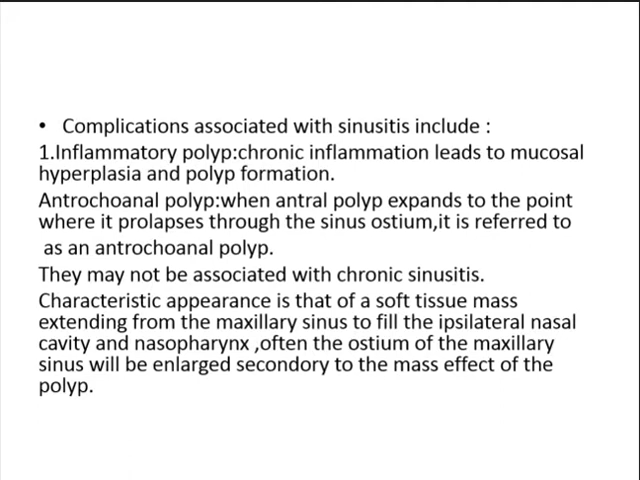 • Complications associated with sinusitis include :
1.Inflammatory polyp:chronic inflammation leads to mucosal
hyperplasia and polyp formation.
Antrochoanal polyp:when antral polyp expands to the point
where it prolapses through the sinus ostium,it is referred to
as an antrochoanal polyp.
They may not be associated with chronic sinusitis.
Characteristic appearance is that of a soft tissue mass
extending from the maxillary sinus to fill the ipsilateral nasal
cavity and nasopharynx ,often the ostium of the maxillary
sinus will be enlarged secondory to the mass effect of the
polyp.